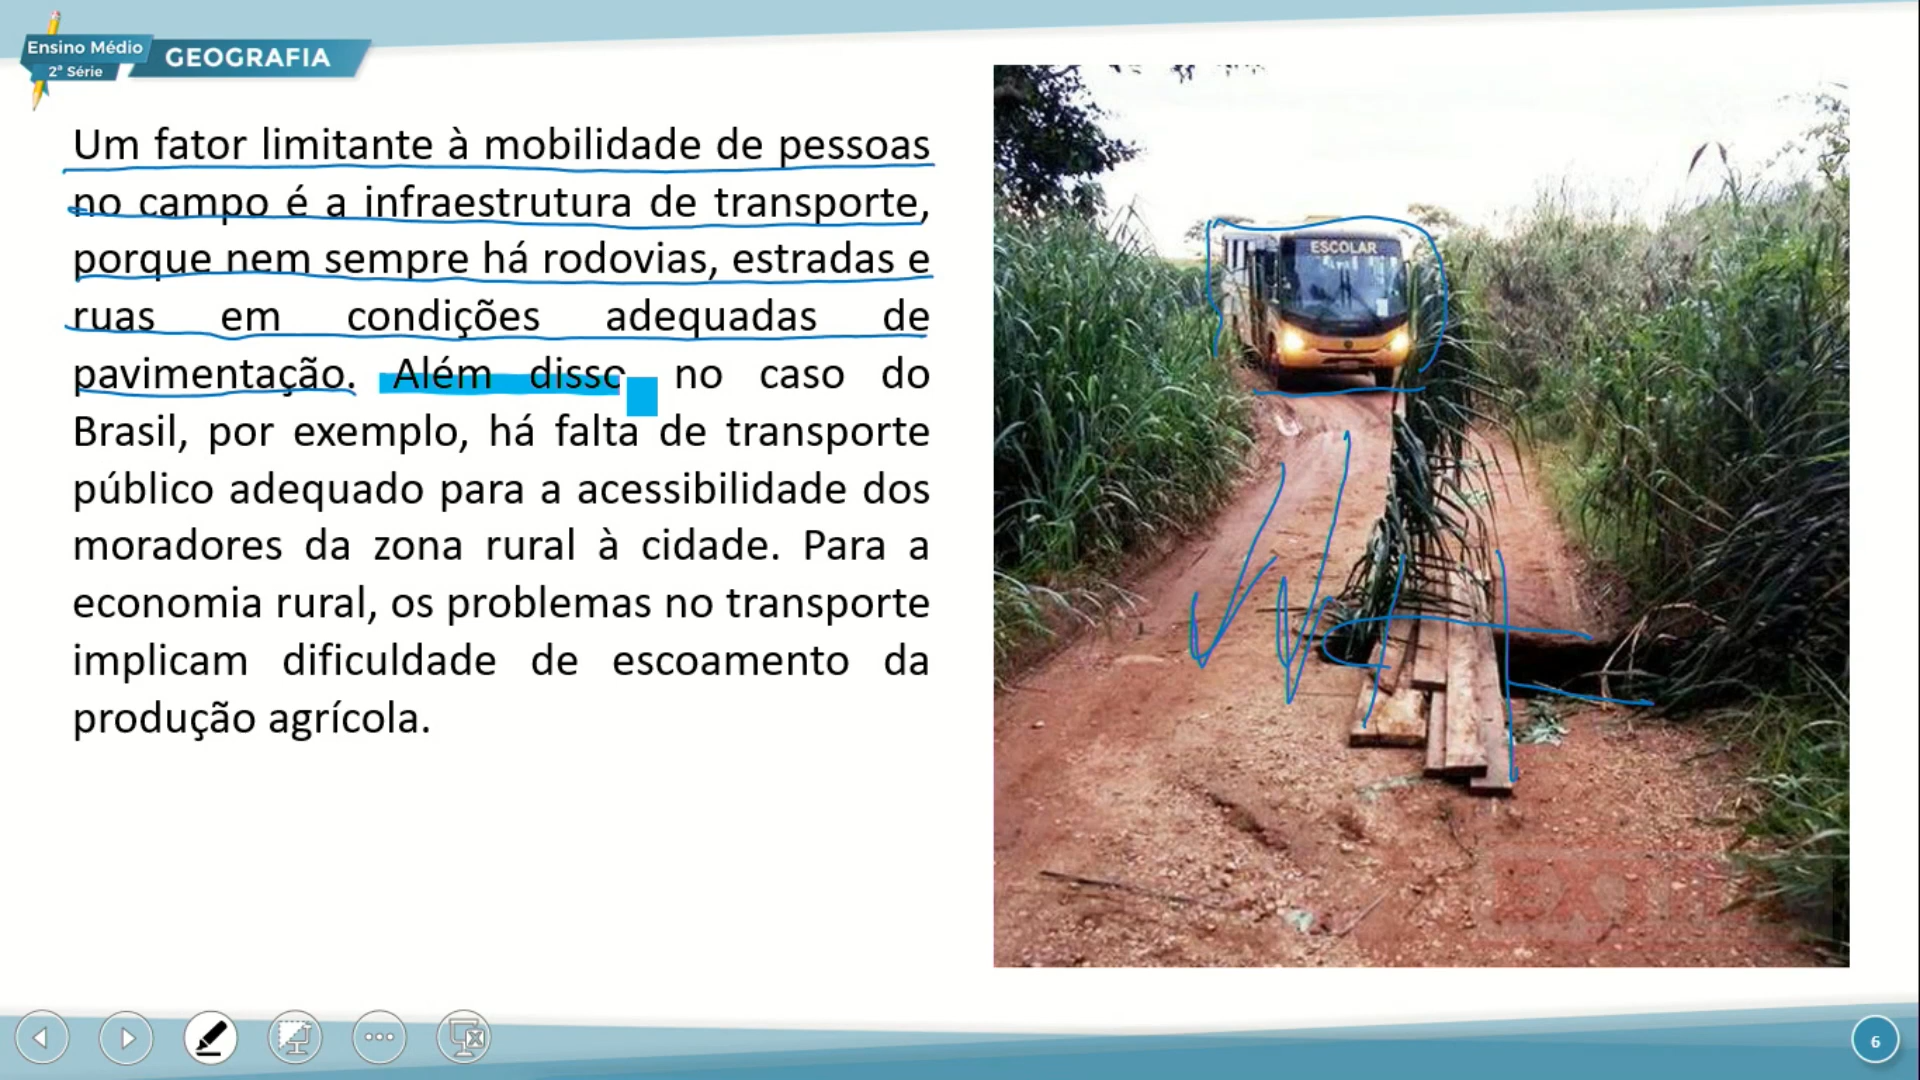 Ensino Médio
2ª Série
GEOGRAFIA
Um fator limitante à mobilidade de pessoas
no campo é a infraestrutura de transporte,
porque nem sempre há rodovias, estradas e
ruas em condições adequadas de
pavimentação. Além disso no caso do
Brasil, por exemplo, há falta de transporte
público adequado para a acessibilidade dos
moradores da zona rural à cidade. Para a
economia rural, os problemas no transporte
implicam dificuldade de escoamento da
produção agrícola.
ESCOLAR
6